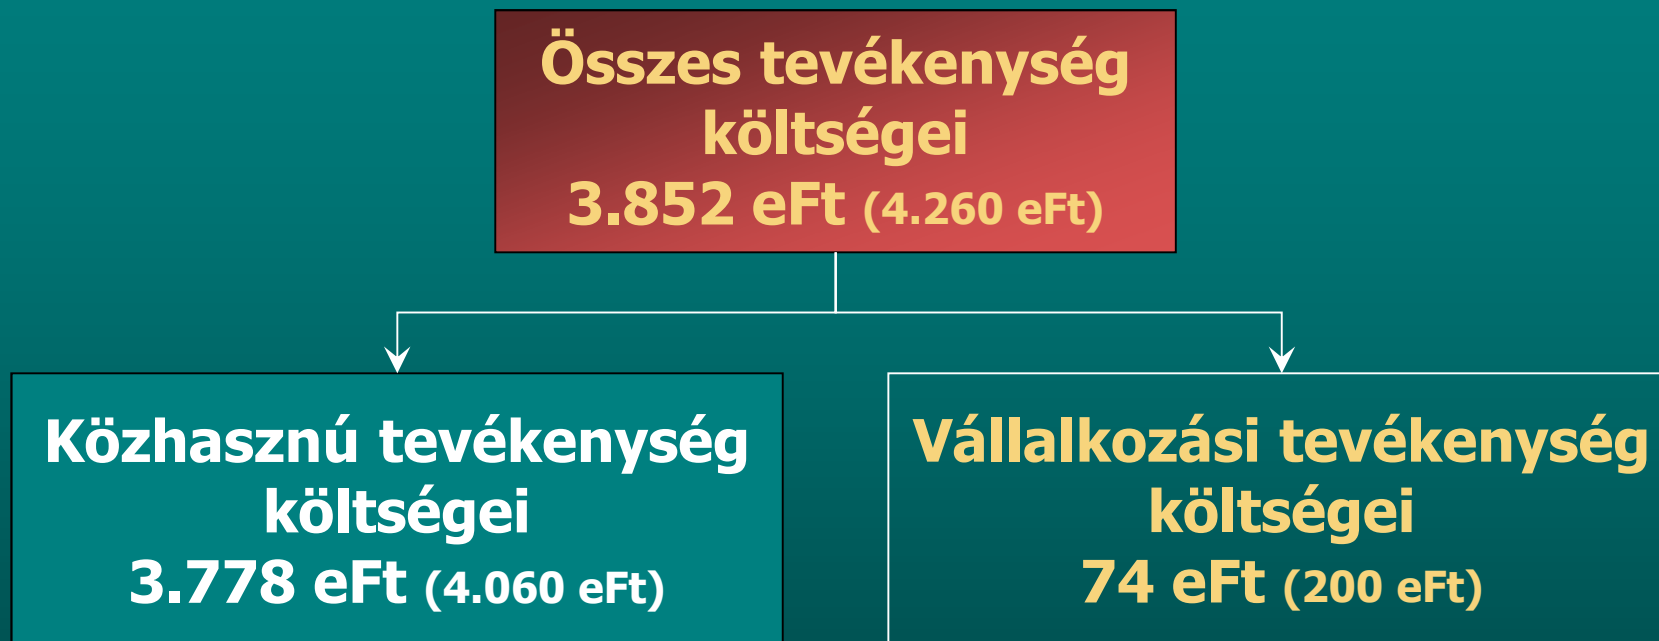 Összes tevékenység
költségei
3.852 eFt (4.260 eFt)
Közhasznú tevékenység
költségei
3.778 eFt (4.060 eFt)
Vállalkozási tevékenység
költségei
74 eFt (200 eFt)